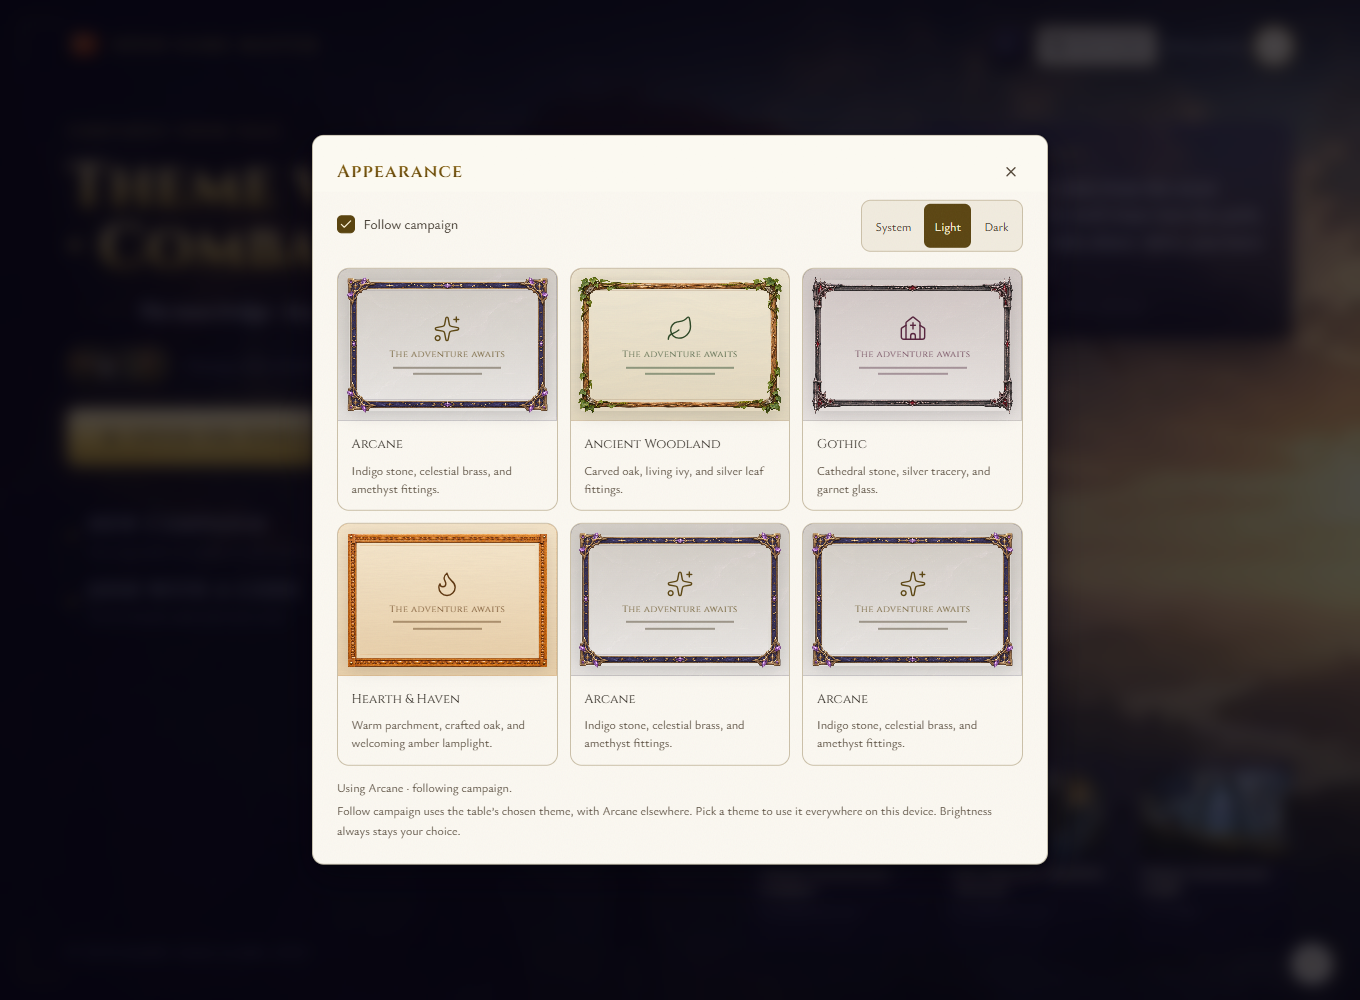 Appearance
Follow campaign
System Light Dark
The adventure awaits
The adventure awaits
The adventure awaits
Arcane
Indigo stone, celestial brass, and
amethyst fittings.
Ancient Woodland
Carved oak, living ivy, and silver leaf
fittings.
Gothic
Cathedral stone, silver tracery, and
garnet glass.
The adventure awaits
The adventure awaits
The adventure awaits
Hearth & Haven
Warm parchment, crafted oak, and
welcoming amber lamplight.
Arcane
Indigo stone, celestial brass, and
amethyst fittings.
Arcane
Indigo stone, celestial brass, and
amethyst fittings.
Using Arcane · following campaign.
Follow campaign uses the table's chosen theme, with Arcane elsewhere. Pick a theme to use it everywhere on this device. Brightness
always stays your choice.
Theme